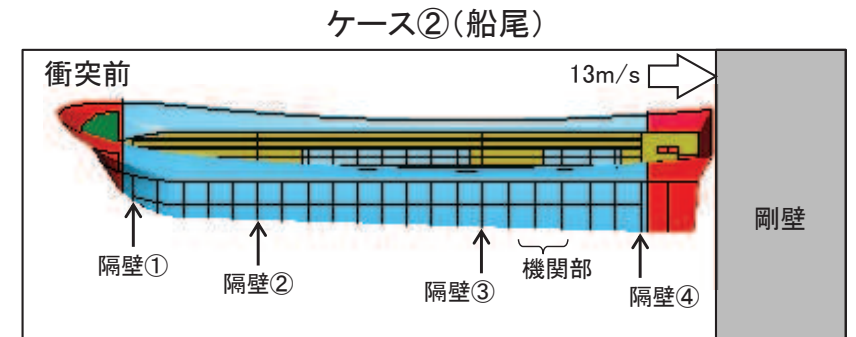 ケース②(船尾)
衝突前
13m/s
剛壁
隔壁①
隔壁②
隔壁③
機関部
隔壁④